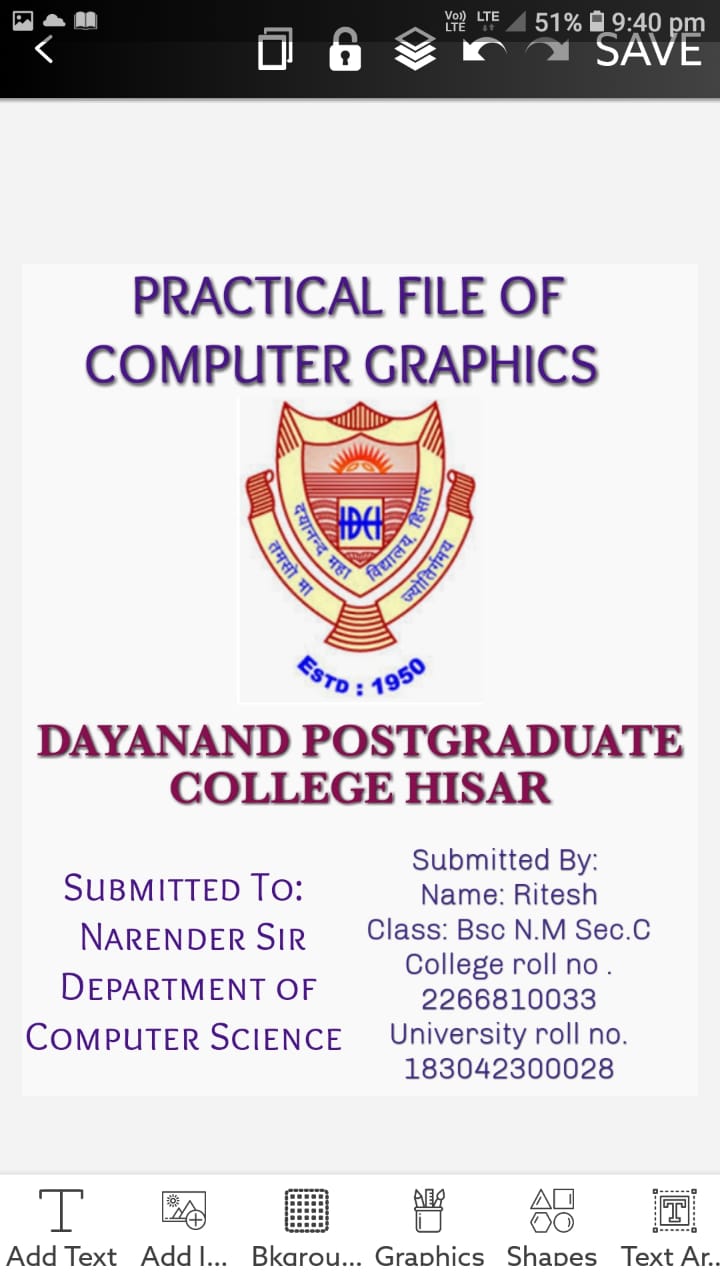 Vo)) LTE
LTE 51% 9:40 pm
SAVE
PRACTICAL FILE OF
COMPUTER GRAPHICS
दयानन्द महा विद्यालय, हिसार
तमसो मा ज्योतिर्गमय
ESTD : 1950
DAYANAND POSTGRADUATE
COLLEGE HISAR
SUBMITTED TO:
NARENDER SIR
DEPARTMENT OF
COMPUTER SCIENCE
Submitted By:
Name: Ritesh
Class: Bsc N.M Sec.C
College roll no .
2266810033
University roll no.
183042300028
Add Text Add I... Bkgrou... Graphics Shapes Text Ar..